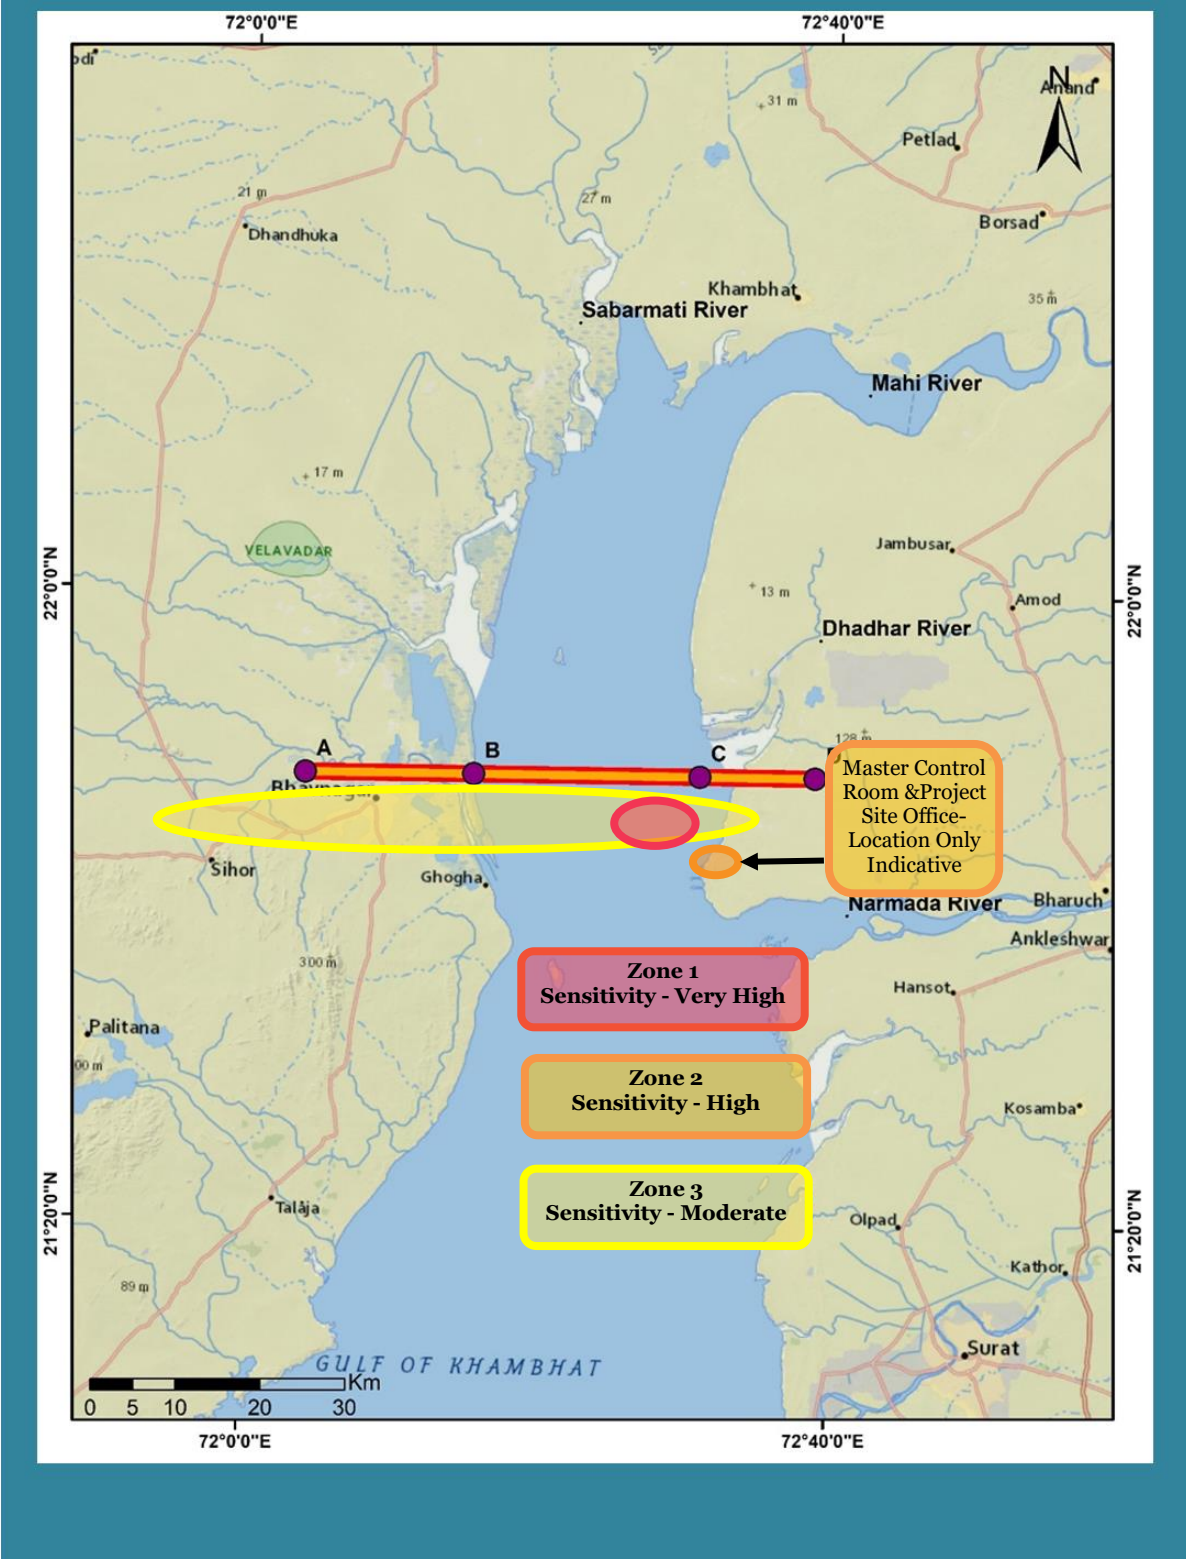 72°0'0"E
72°40'0"E
N
Anand
31 m
Petlad
21 m
27 m
Dhandhuka
Borsad
Khambhat
35 m
Sabarmati River
Mahi River
17 m
VELAVADAR
Jambusar
22°0'0"N
22°0'0"N
13 m
Amod
Dhadhar River
128 m
A
B
C
Bhavnagar
Master Control
Room &Project
Site Office-
Location Only
Indicative
Sihor
Ghogha
Bharuch
Narmada River
Ankleshwar
300 m
Zone 1
Sensitivity - Very High
Hansot
Palitana
00 m
Zone 2
Sensitivity - High
Kosamba
Zone 3
Sensitivity - Moderate
21°20'0"N
21°20'0"N
Talåja
Olpad
Kathor
89 m
Surat
GULF OF KHAMBHAT
Km
0 5 10 20 30
72°0'0"E
72°40'0"E